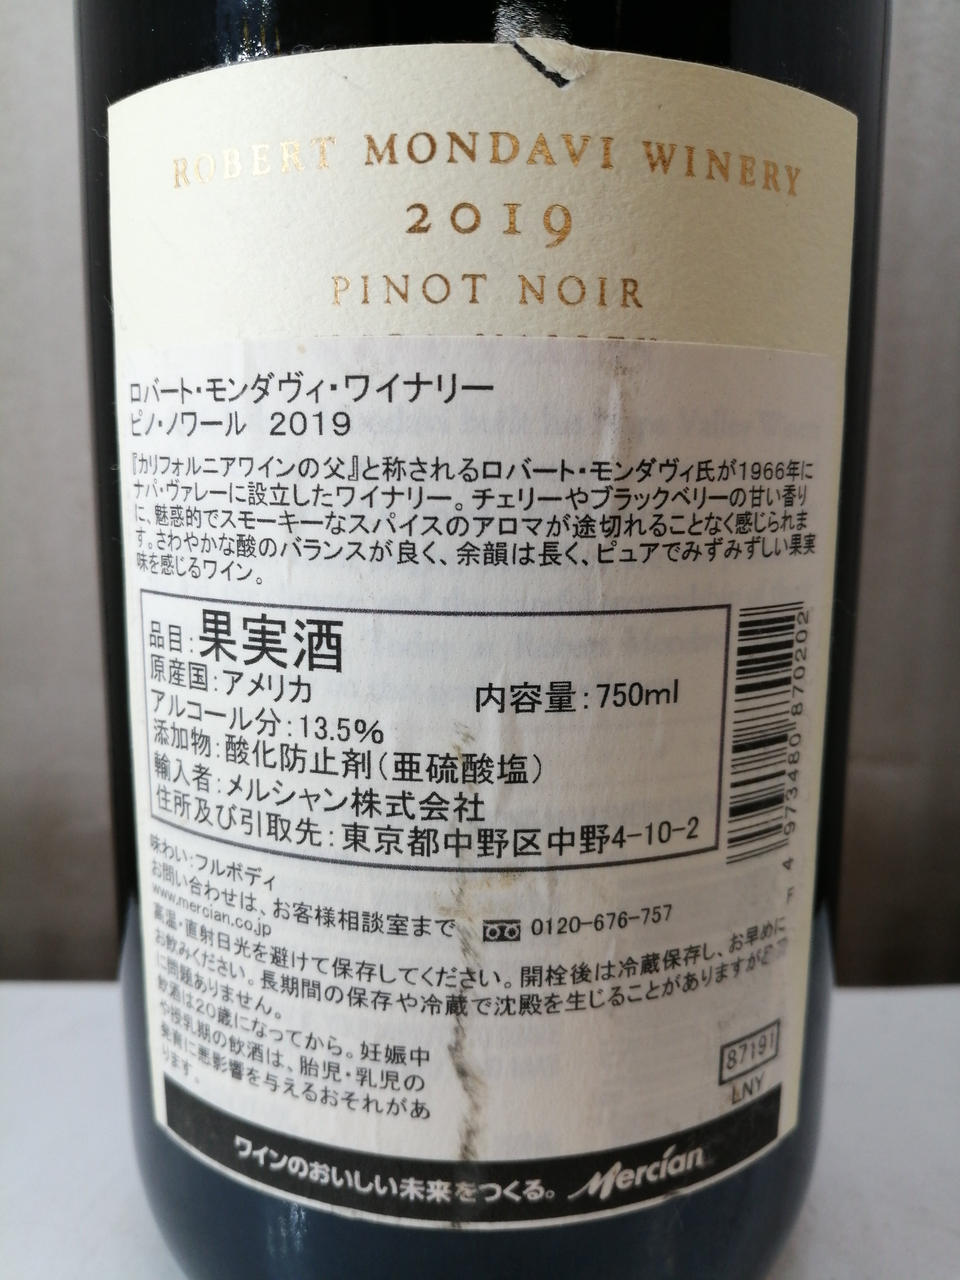 ROBERT MONDAVI WINERY
2019
PINOT NOIR
ロバート・モンダヴィ・ワイナリー
ピノ・ノワール 2019
『カリフォルニアワインの父』と称されるロバート・モンダヴィ氏が1966年に
ナパ・ヴァレーに設立したワイナリー。チェリーやブラックベリーの甘い香り
に、魅惑的でスモーキーなスパイスのアロマが途切れることなく感じられま
す。さわやかな酸のバランスが良く、余韻は長く、ピュアでみずみずしい果実
味を感じるワイン。
品目:果実酒
原産国:アメリカ 内容量:750ml
アルコール分:13.5%
添加物:酸化防止剤(亜硫酸塩)
輸入者:メルシャン株式会社
住所及び引取先:東京都中野区中野4-10-2
4 973480 870202
F
味わい:フルボディ
お問い合わせは、お客様相談室まで 0120-676-757
www.mercian.co.jp
高温・直射日光を避けて保存してください。開栓後は冷蔵保存し、お早めに
お飲みください。長期間の保存や冷蔵で沈殿を生じることがありますが
に問題ありません。
飲酒は20歳になってから。妊娠中
や授乳期の飲酒は、胎児・乳児の
発育に悪影響を与えるおそれがあ
ります。
87191
LNY
ワインのおいしい未来をつくる。 Mercian